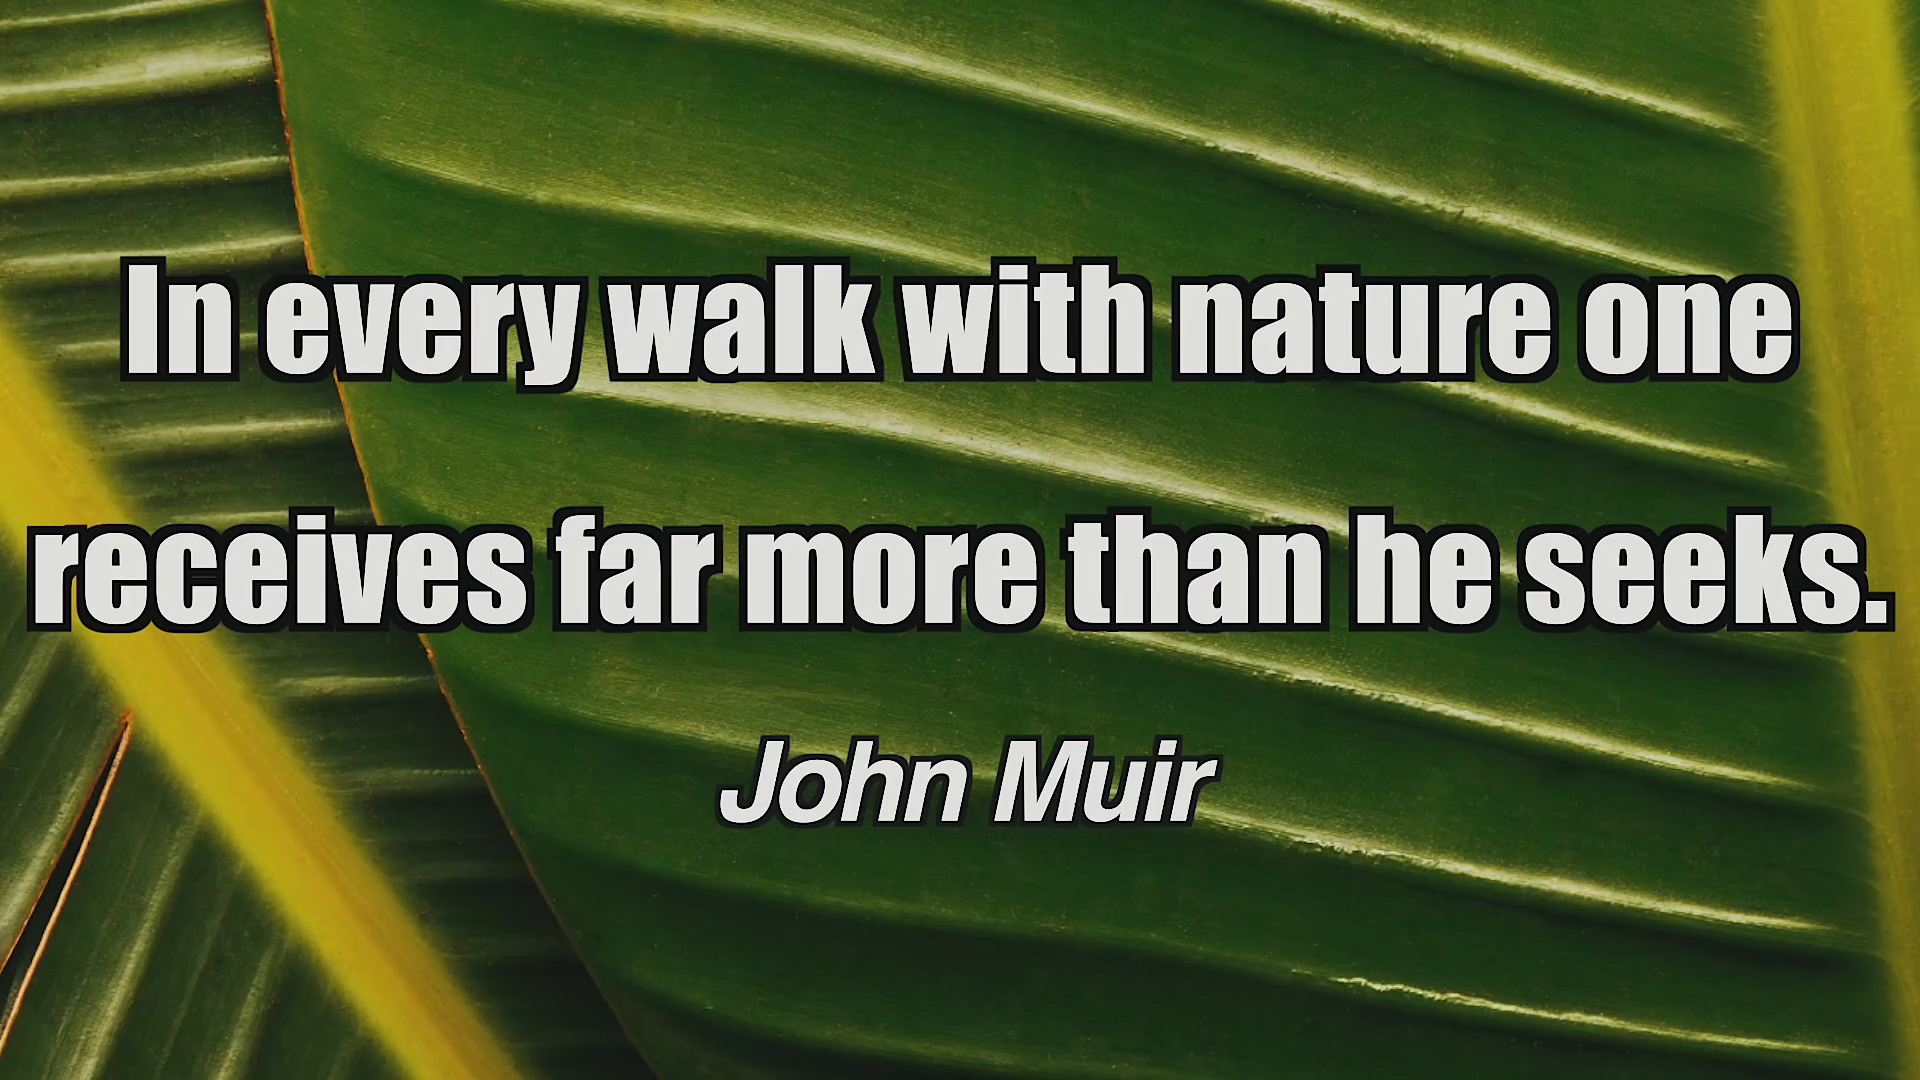 In every walk with nature one
receives far more than he seeks.
John Muir